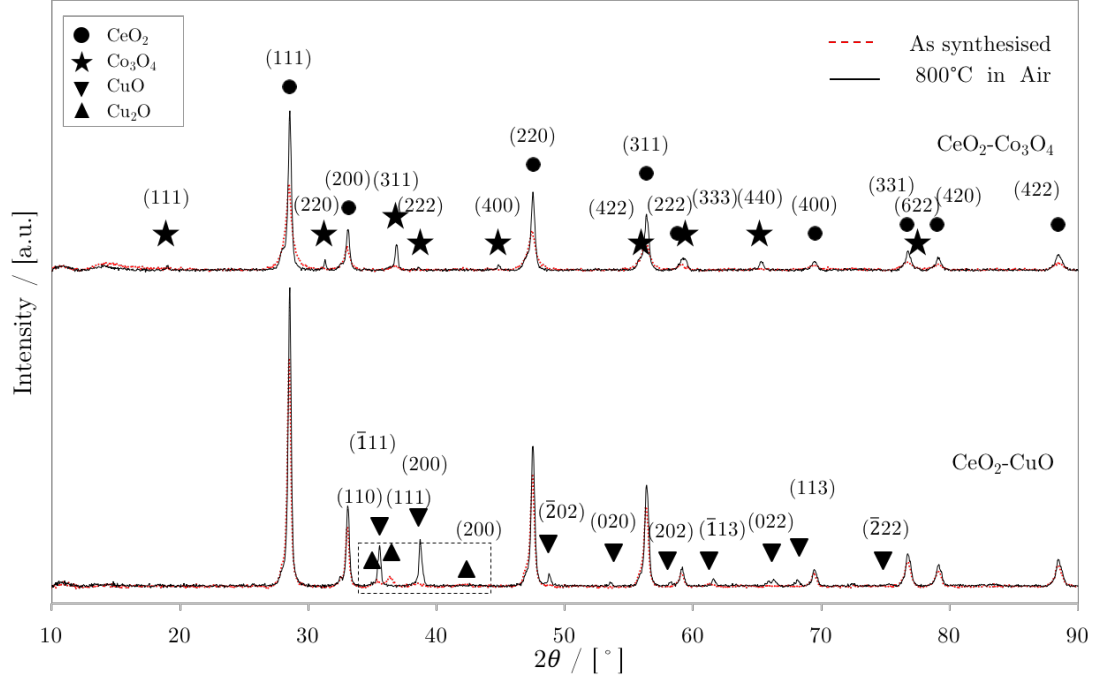 CeO₂
Co₃O₄
CuO
Cu₂O
As synthesised
800°C in Air
(111)
(220)
(311)
CeO₂-Co₃O₄
(111)
(220)
(200)
(311)
(222)
(400)
(422)
(222)
(333)
(440)
(400)
(331)
(622)
(420)
(422)
Intensity / [a.u.]
(1̅11)
(200)
CeO₂-CuO
(110)
(111)
(200)
(2̅02)
(020)
(202)
(1̅13)
(022)
(113)
(2̅22)
10 20 30 40 50 60 70 80 90
2θ / [°]